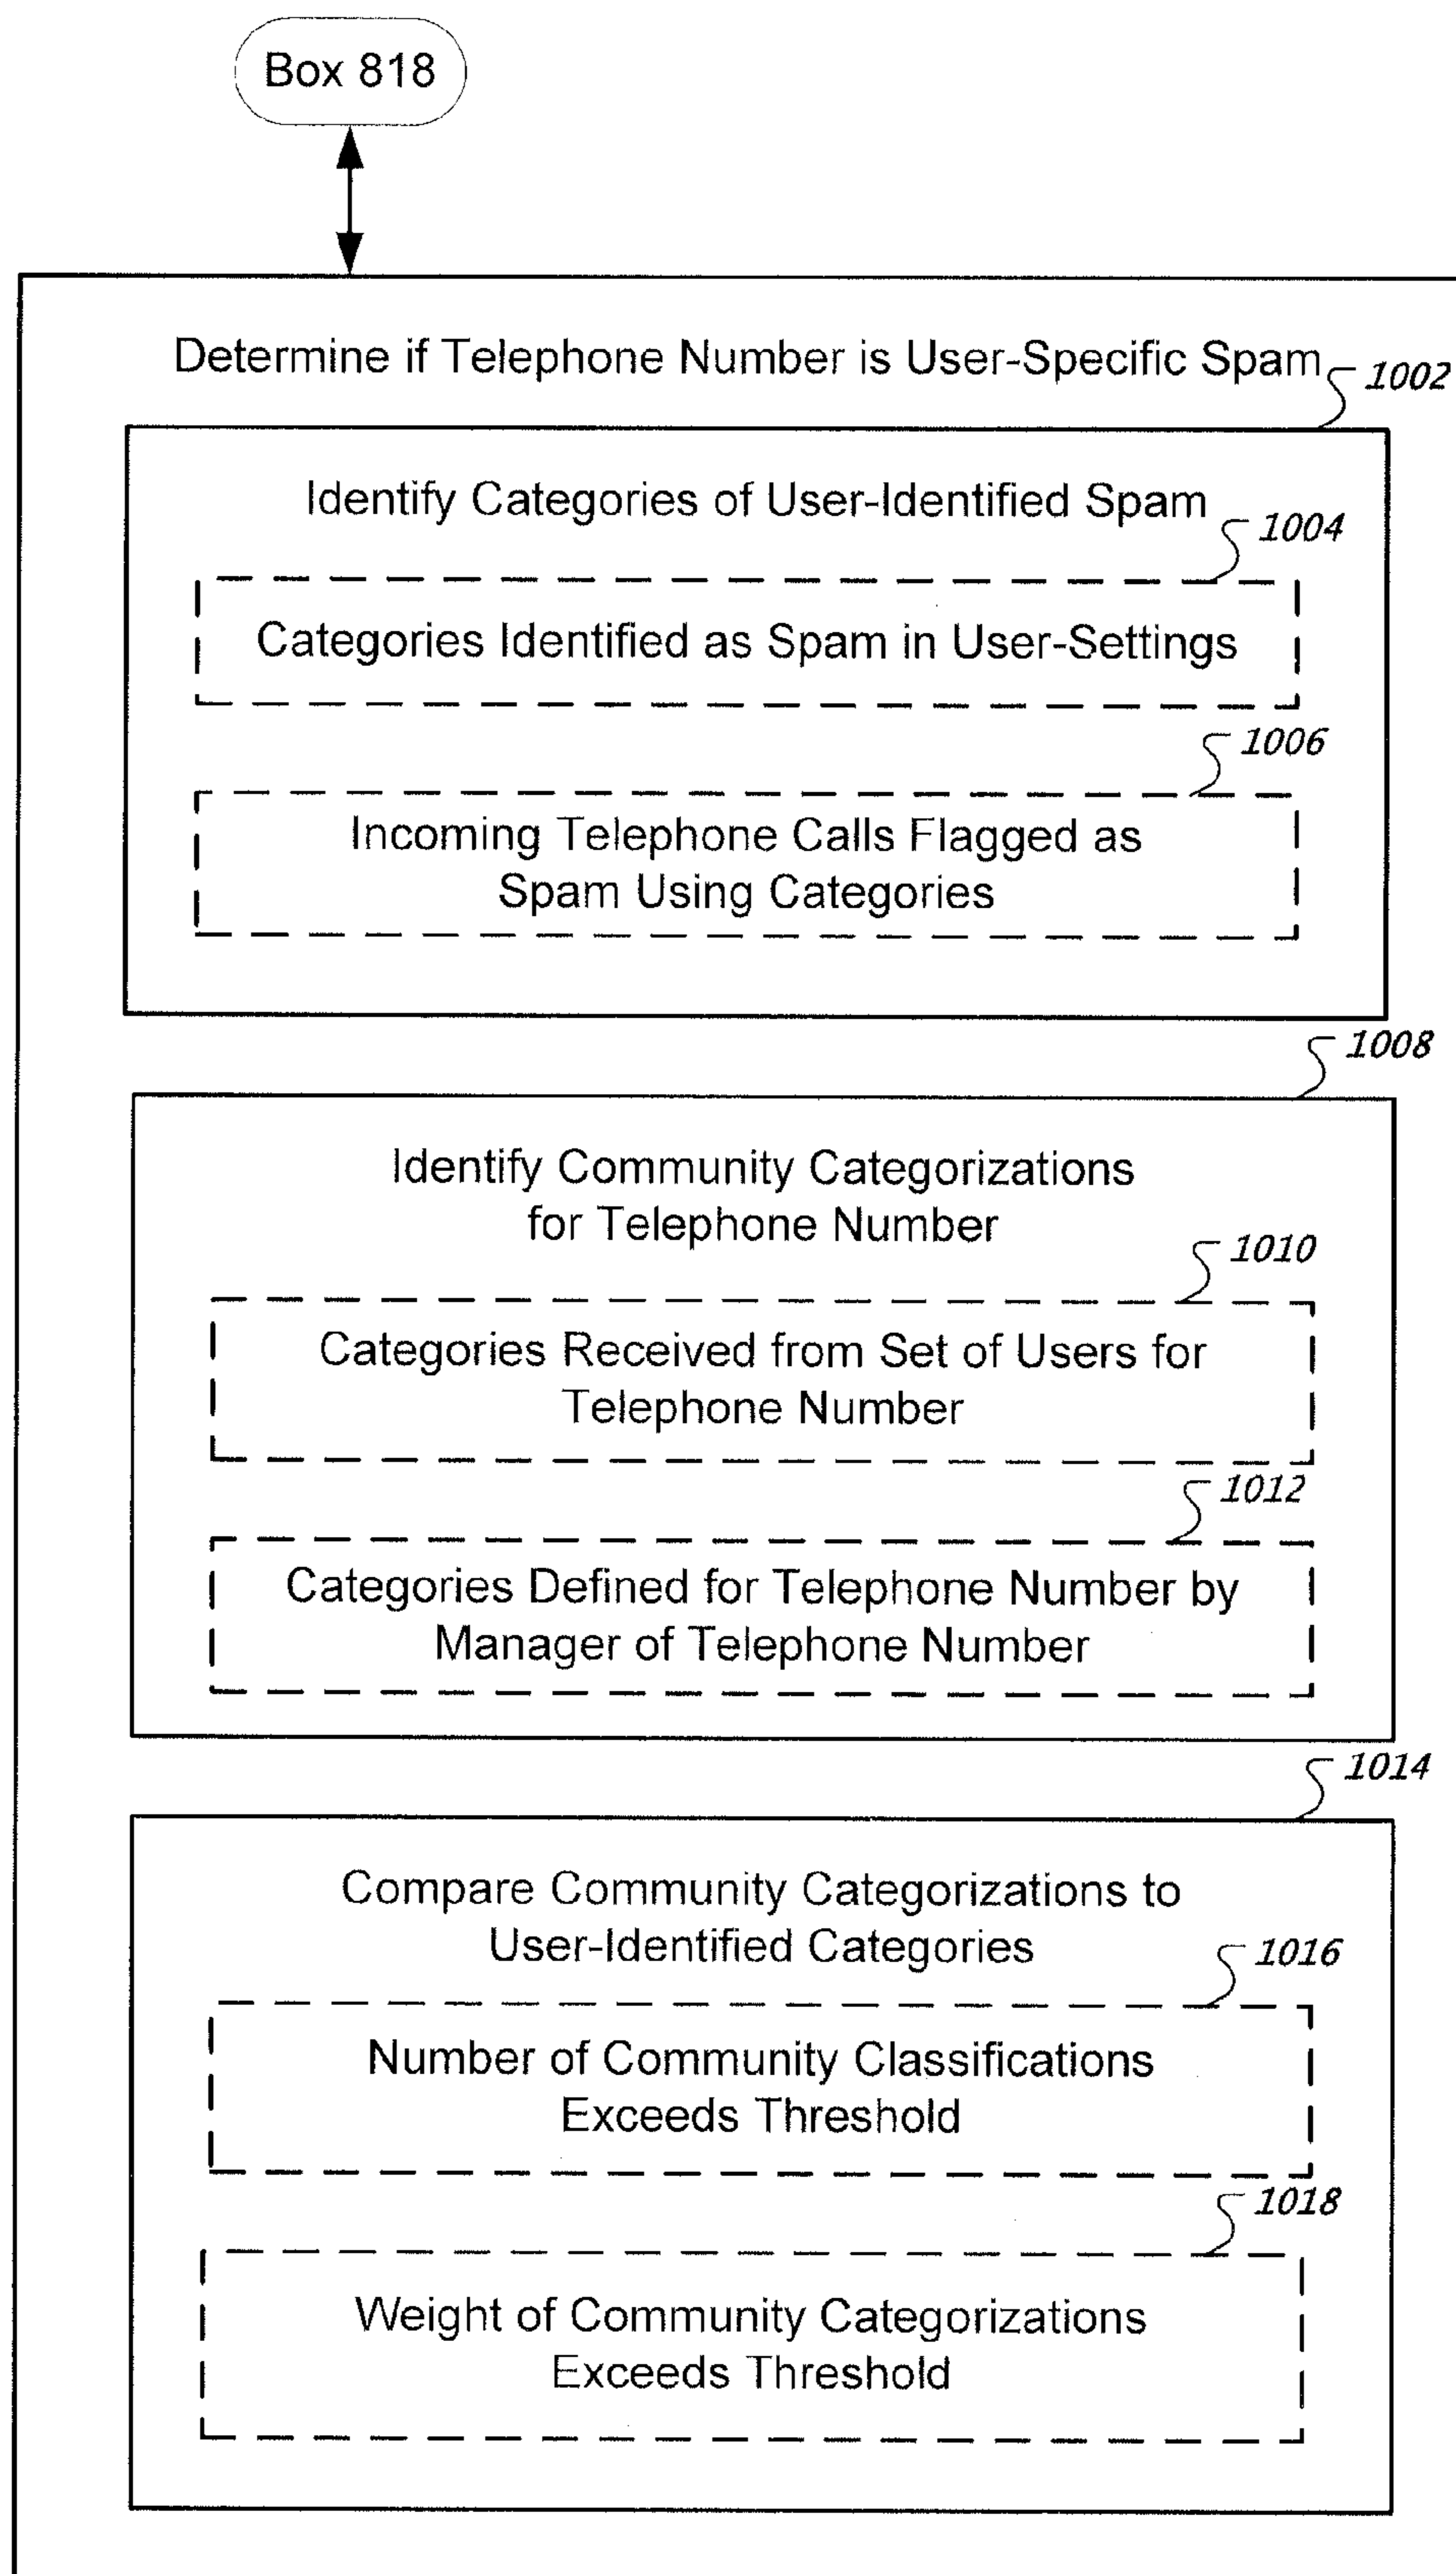 Box 818
Determine if Telephone Number is User-Specific Spam
1002
Identify Categories of User-Identified Spam
1004
Categories Identified as Spam in User-Settings
1006
Incoming Telephone Calls Flagged as
Spam Using Categories
1008
Identify Community Categorizations
for Telephone Number
1010
Categories Received from Set of Users for
Telephone Number
1012
Categories Defined for Telephone Number by
Manager of Telephone Number
1014
Compare Community Categorizations to
User-Identified Categories
1016
Number of Community Classifications
Exceeds Threshold
1018
Weight of Community Categorizations
Exceeds Threshold